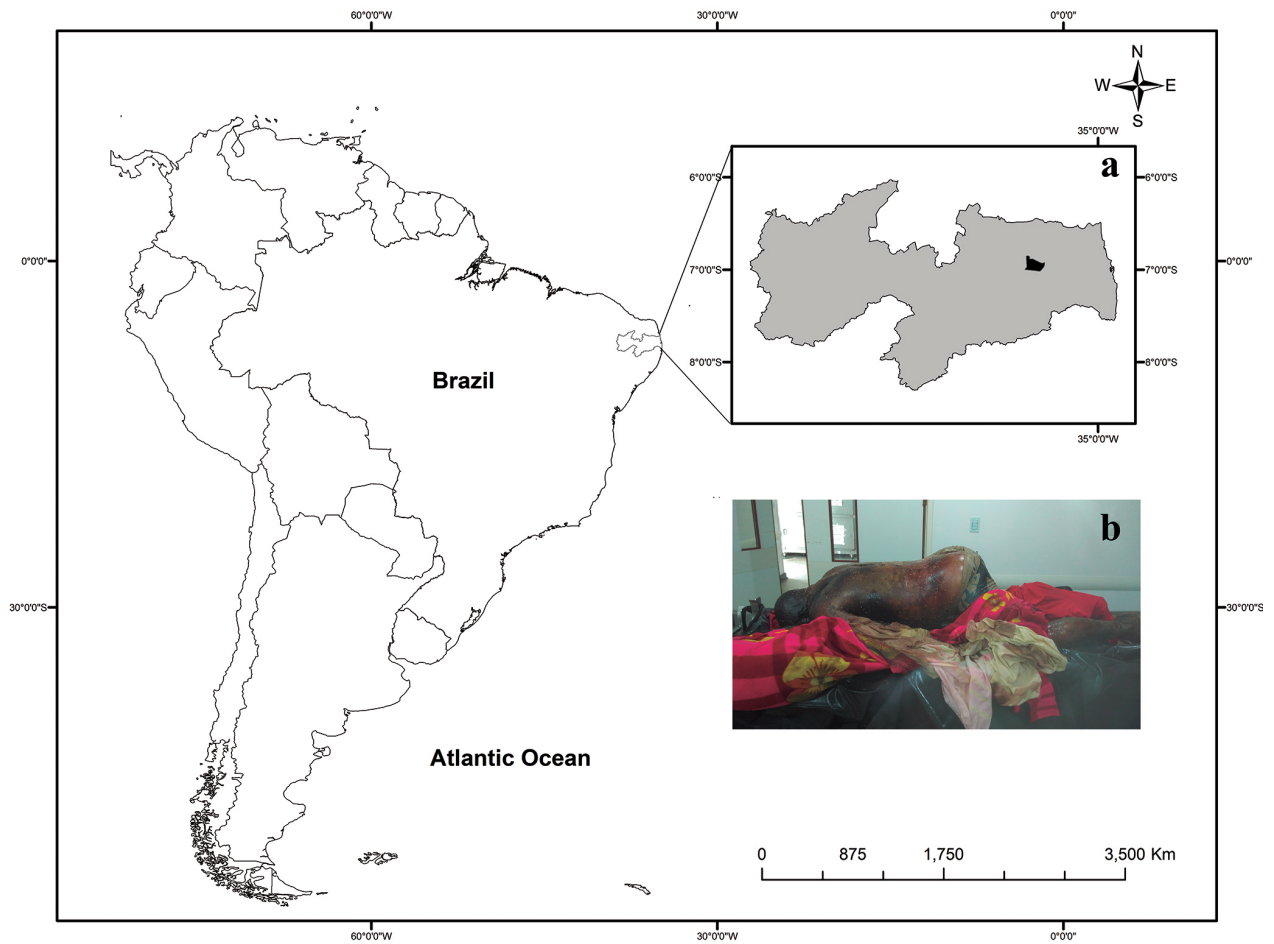 60°0'0"W 30°0'0"W 0°0'0"
N
W E
S
35°0'0"W
a
6°0'0"S 6°0'0"S
0°0'0" 0°0'0"
7°0'0"S 7°0'0"S
8°0'0"S 8°0'0"S
Brazil
35°0'0"W
b
30°0'0"S 30°0'0"S
Atlantic Ocean
0 875 1,750 3,500 Km
60°0'0"W 30°0'0"W 0°0'0"